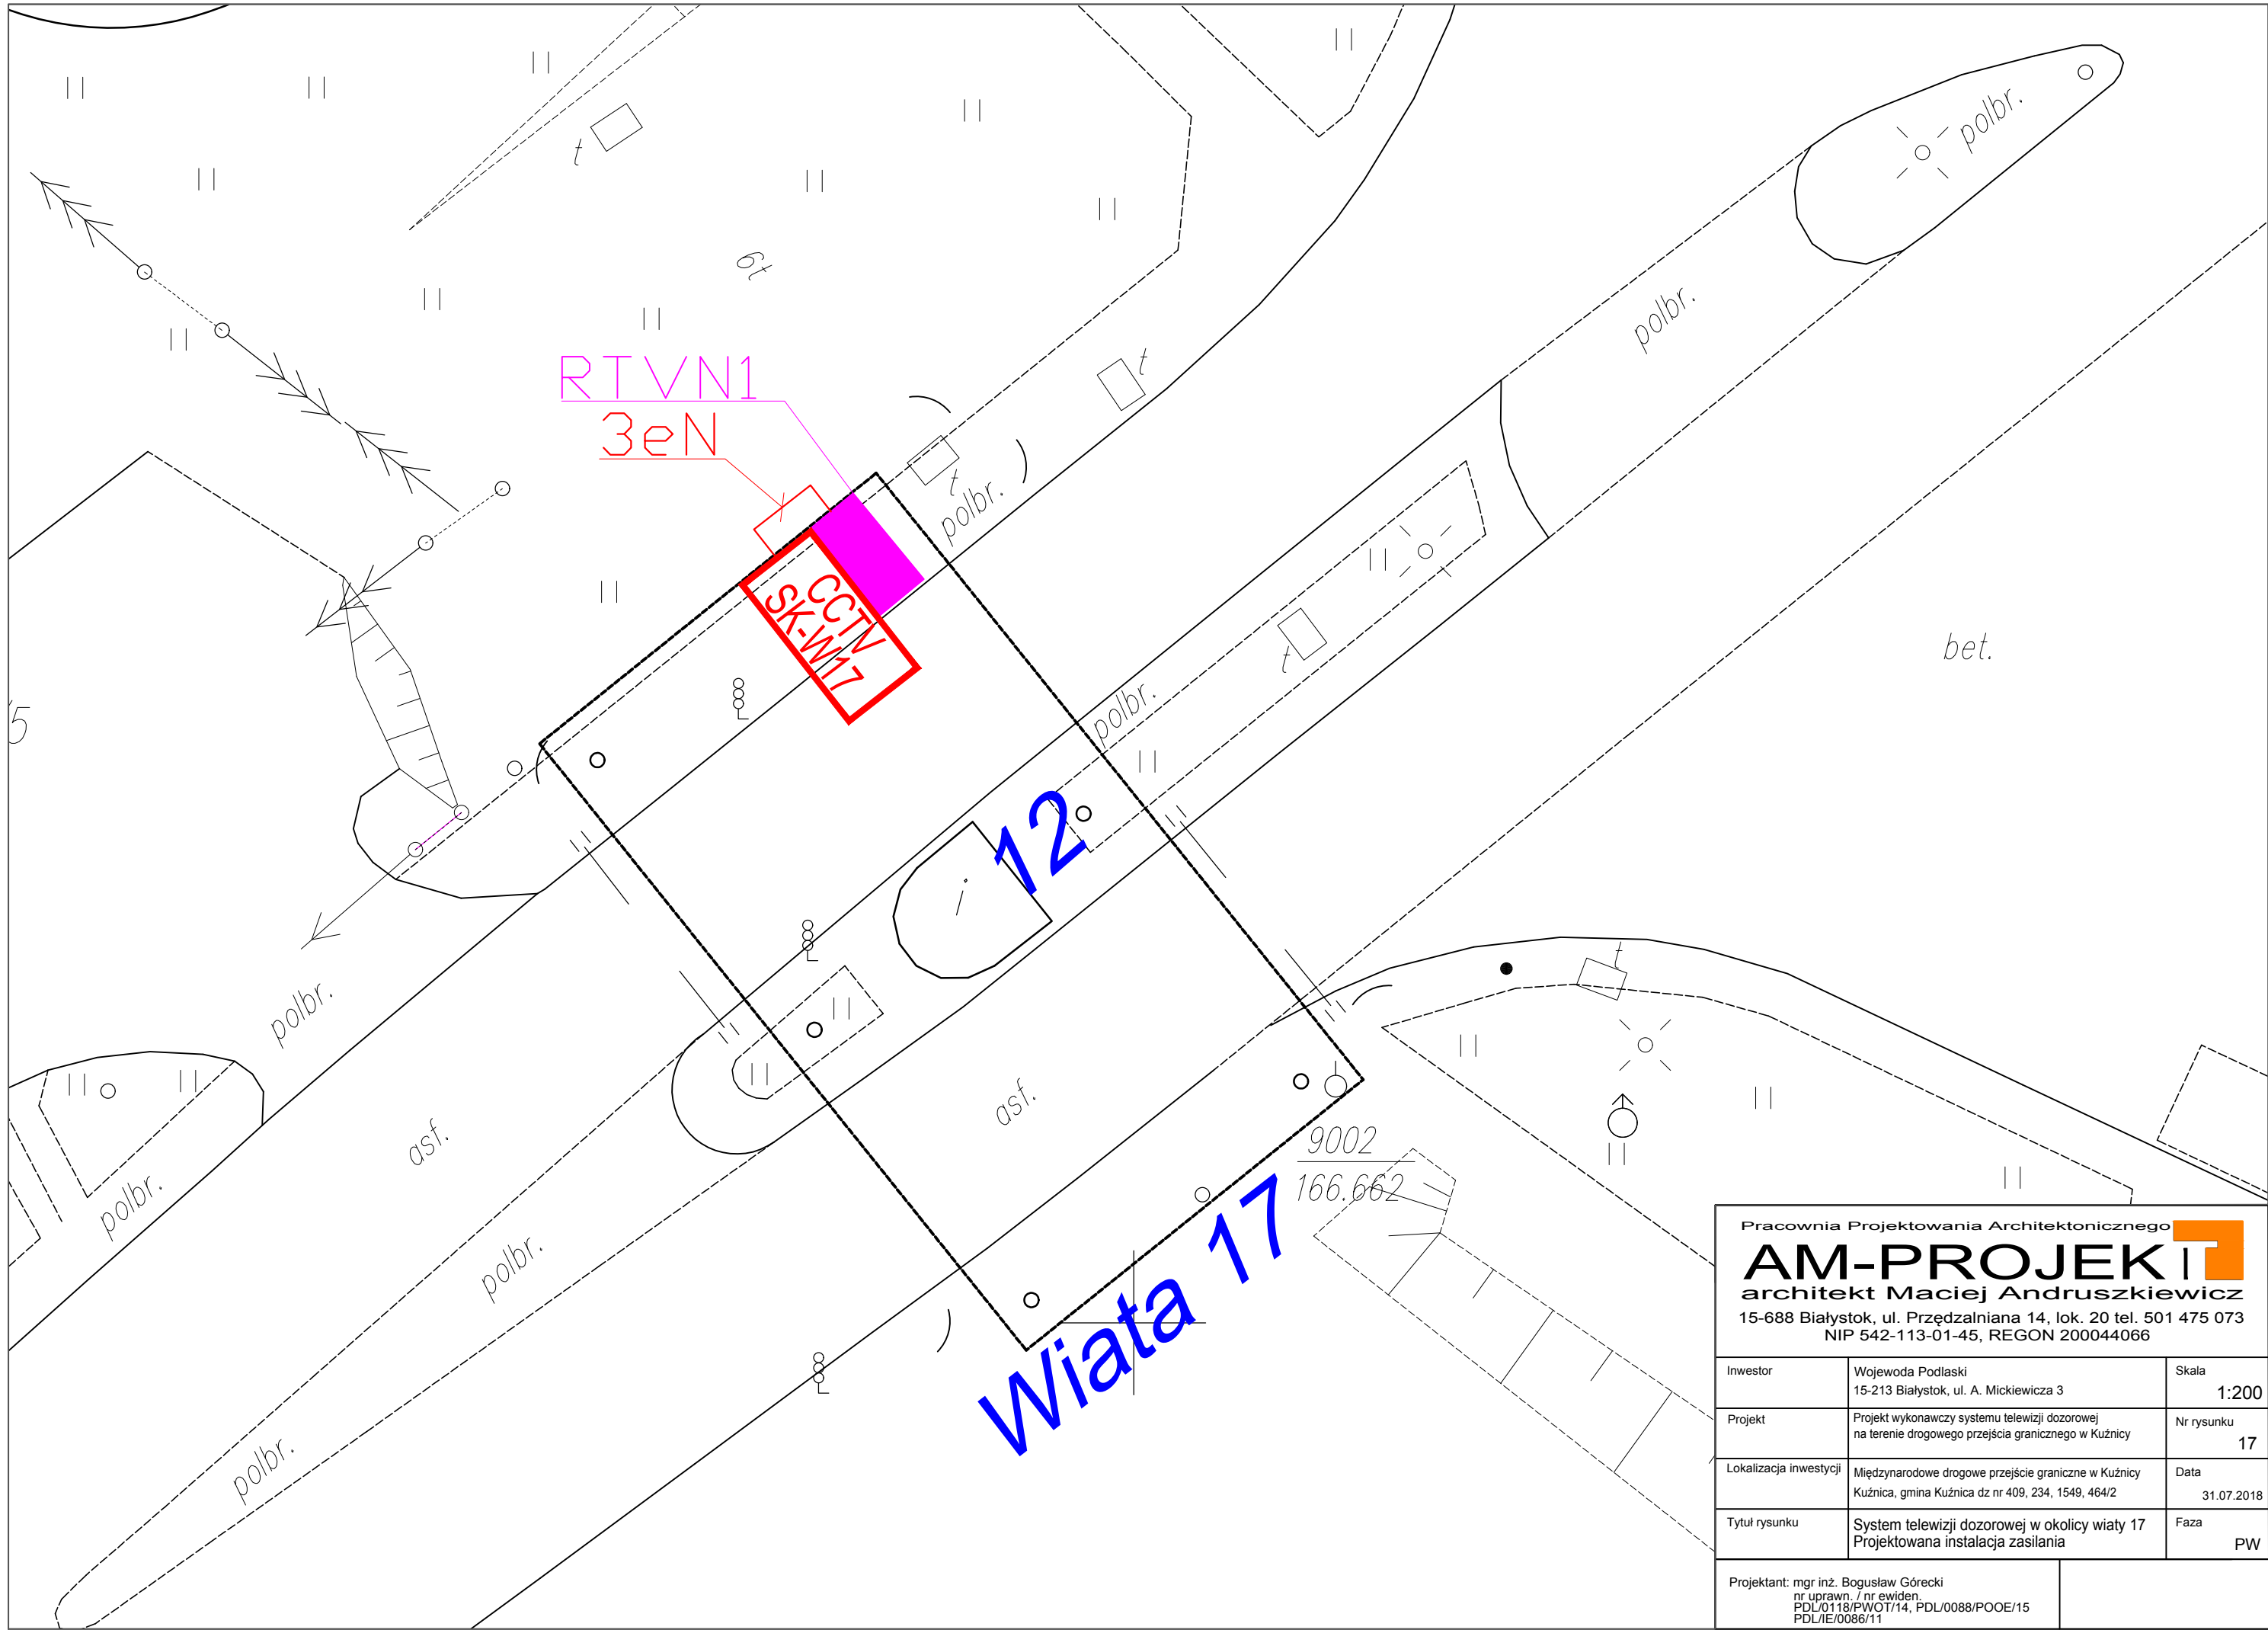 polbr.
t
6t
polbr.
RTVN1
t
3eN
t
polbr.
CCTV
SK-W17
t
bet.
polbr.
5
12
t
polbr.
asf.
asf.
9002
166.662
polbr.
Wiata 17
polbr.
polbr.
Pracownia Projektowania Architektonicznego
AM-PROJEKT
architekt Maciej Andruszkiewicz
15-688 Białystok, ul. Przędzalniana 14, lok. 20 tel. 501 475 073
NIP 542-113-01-45, REGON 200044066
Inwestor
Wojewoda Podlaski
15-213 Białystok, ul. A. Mickiewicza 3
Skala
1:200
Projekt
Projekt wykonawczy systemu telewizji dozorowej
na terenie drogowego przejścia granicznego w Kuźnicy
Nr rysunku
17
Lokalizacja inwestycji
Międzynarodowe drogowe przejście graniczne w Kuźnicy
Kuźnica, gmina Kuźnica dz nr 409, 234, 1549, 464/2
Data
31.07.2018
Tytuł rysunku
System telewizji dozorowej w okolicy wiaty 17
Projektowana instalacja zasilania
Faza
PW
Projektant: mgr inż. Bogusław Górecki
nr uprawn. / nr ewiden.
PDL/0118/PWOT/14, PDL/0088/POOE/15
PDL/IE/0086/11